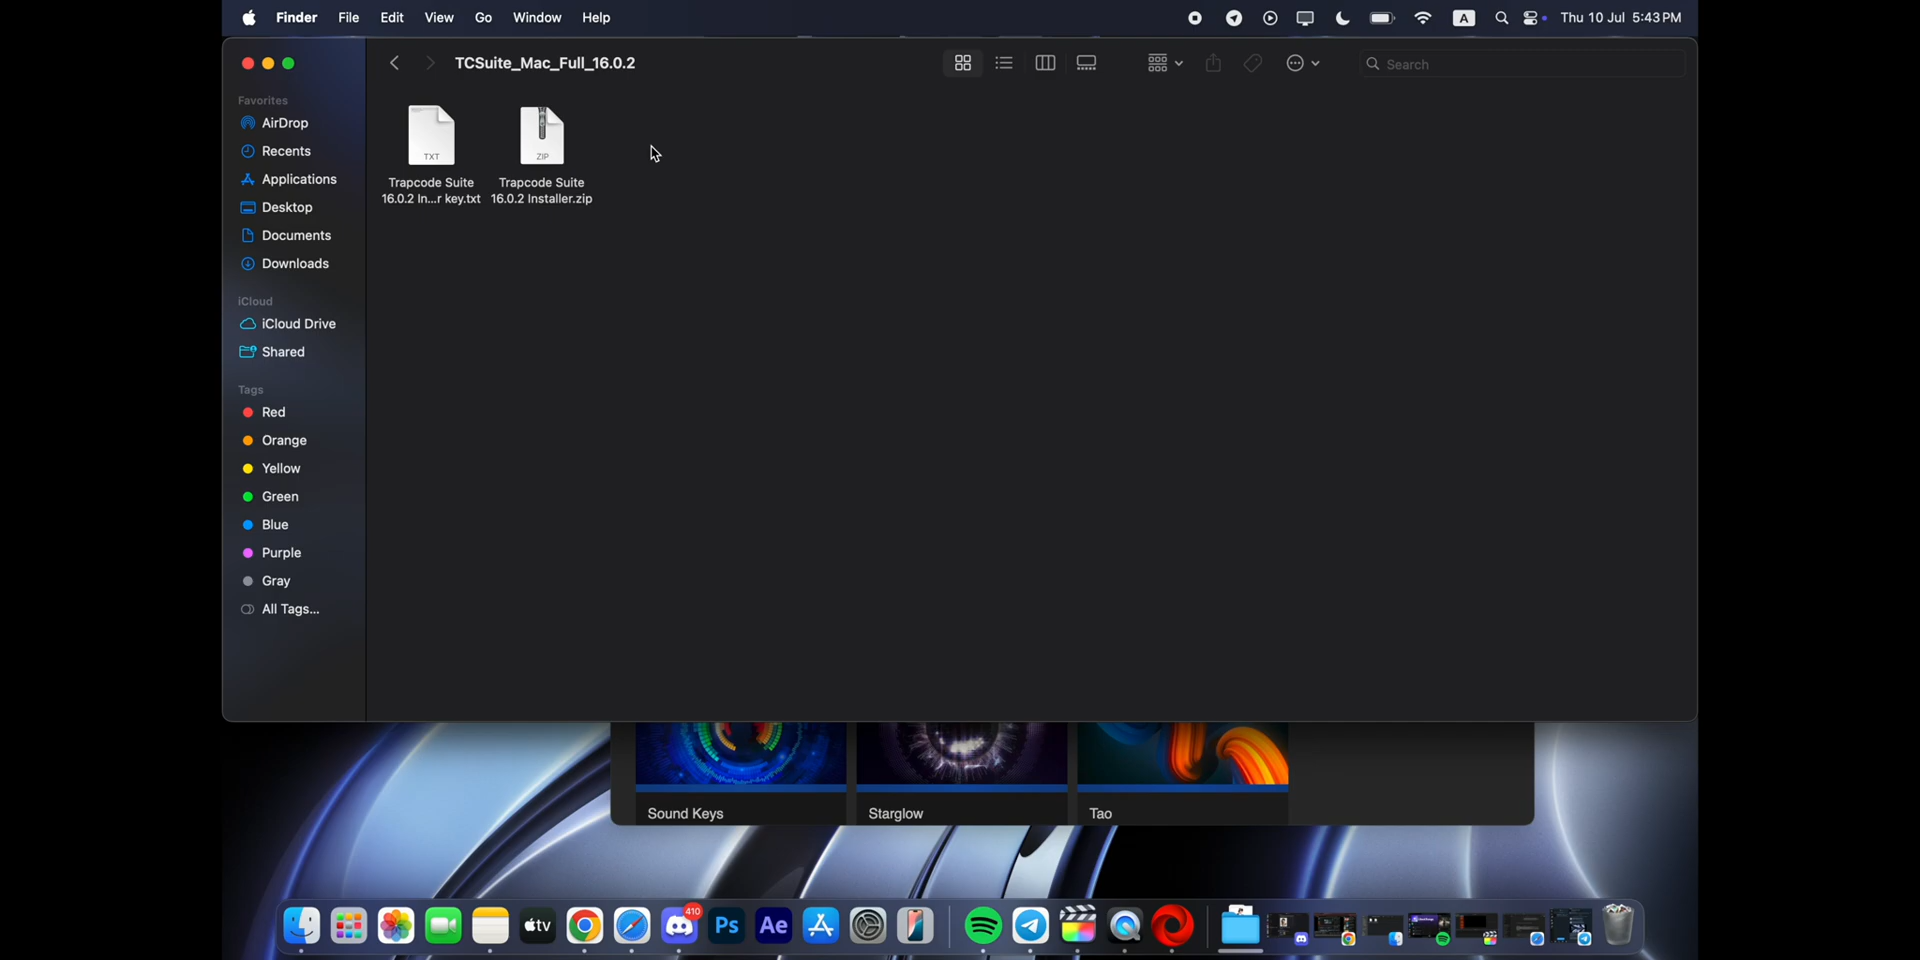 Finder File Edit View Go Window Help
A
Thu 10 Jul 5:43 PM
TCSuite_Mac_Full_16.0.2
Search
Favorites
AirDrop
Recents
Applications
Desktop
Documents
Downloads
iCloud
iCloud Drive
Shared
Tags
Red
Orange
Yellow
Green
Blue
Purple
Gray
All Tags...
TXT
Trapcode Suite
16.0.2 In...r key.txt
ZIP
Trapcode Suite
16.0.2 Installer.zip
Sound Keys
Starglow
Tao
tv
410
Ps
Ae